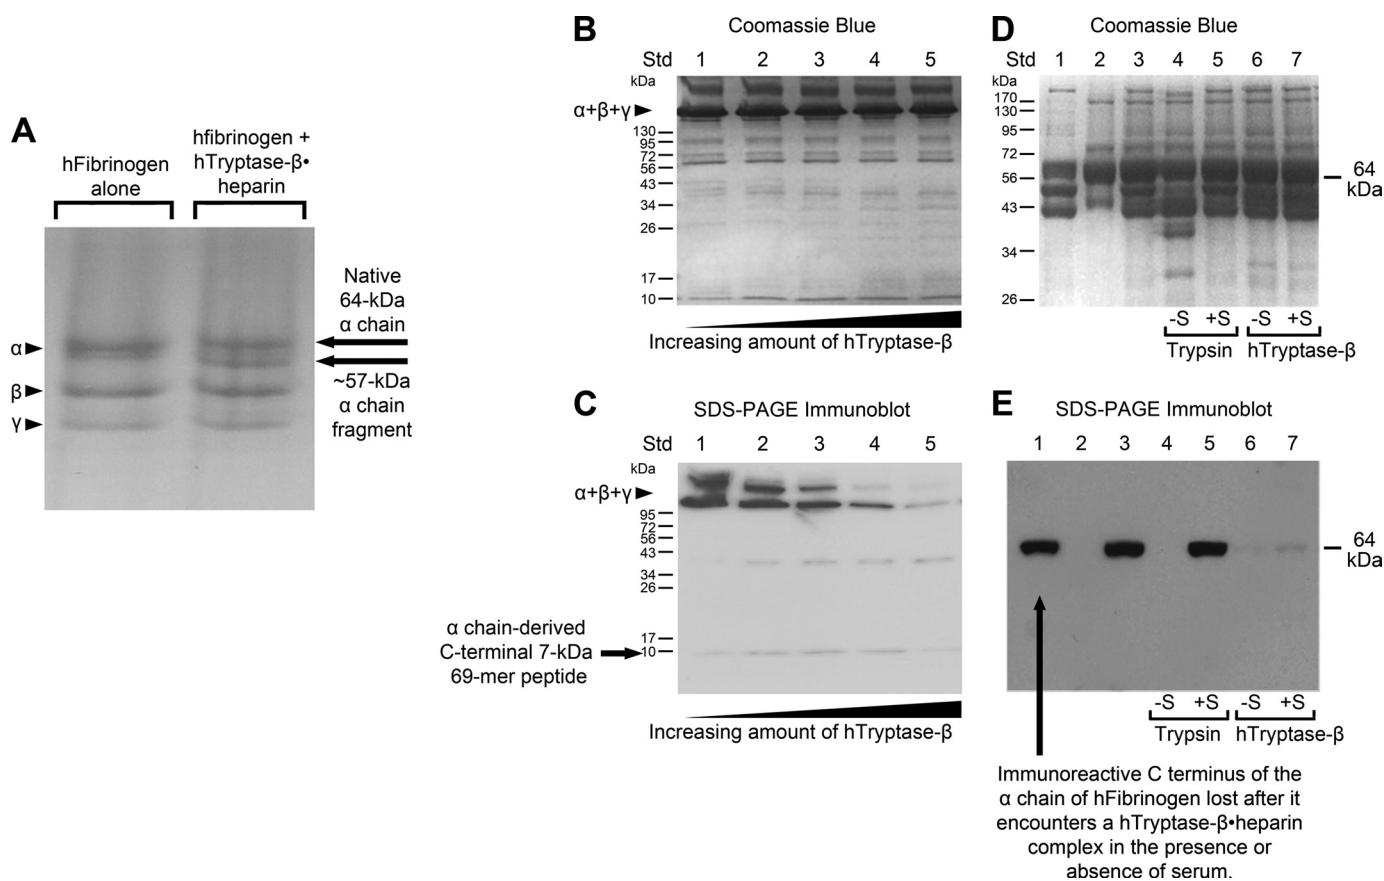 A
hFibrinogen
alone
hfibrinogen +
hTryptase-β•
heparin
Native
64-kDa
α chain
α
β
γ
~57-kDa
α chain
fragment
B
Coomassie Blue
Std 1 2 3 4 5
kDa
α+β+γ
130
95
72
56
43
34
26
17
10
Increasing amount of hTryptase-β
C
SDS-PAGE Immunoblot
Std 1 2 3 4 5
kDa
α+β+γ
95
72
56
43
34
26
17
10
α chain-derived
C-terminal 7-kDa
69-mer peptide
Increasing amount of hTryptase-β
D
Coomassie Blue
Std 1 2 3 4 5 6 7
kDa
170
130
95
72
56
43
34
26
64
kDa
-S +S -S +S
Trypsin hTryptase-β
E
SDS-PAGE Immunoblot
1 2 3 4 5 6 7
64
kDa
-S +S -S +S
Trypsin hTryptase-β
Immunoreactive C terminus of the
α chain of hFibrinogen lost after it
encounters a hTryptase-β•heparin
complex in the presence or
absence of serum.